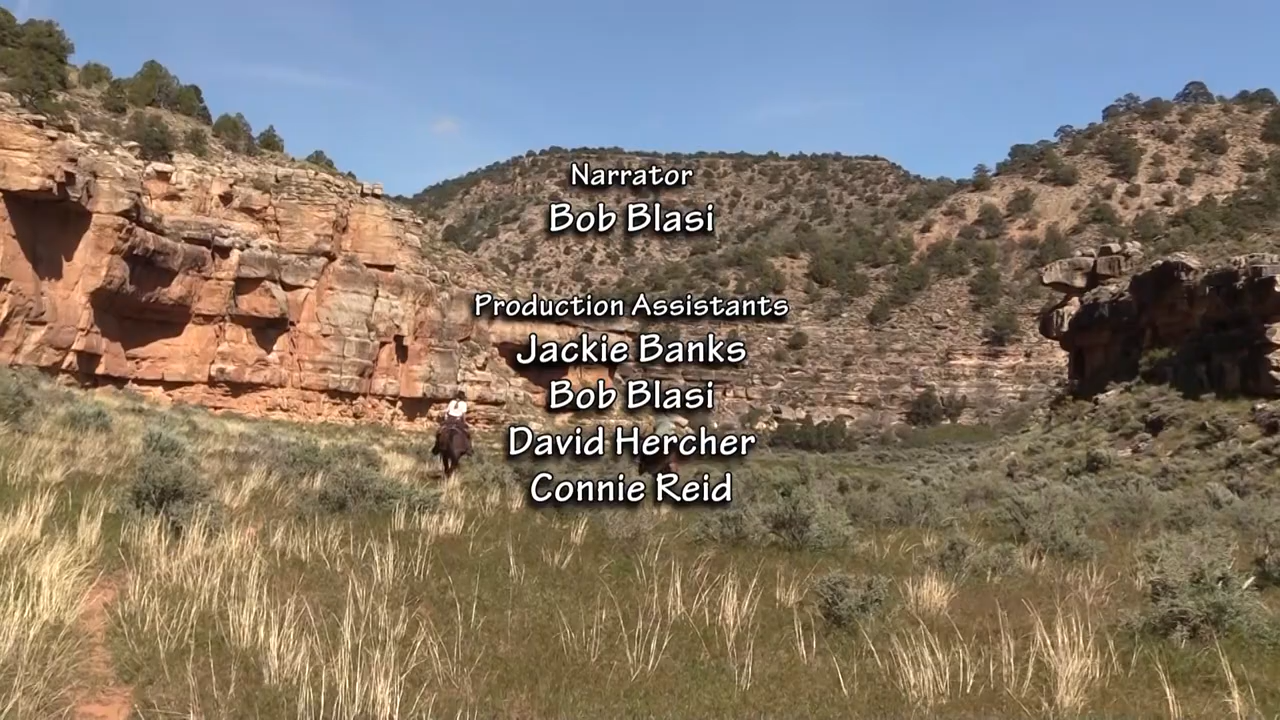 Narrator
Bob Blasi
Production Assistants
Jackie Banks
Bob Blasi
David Hercher
Connie Reid